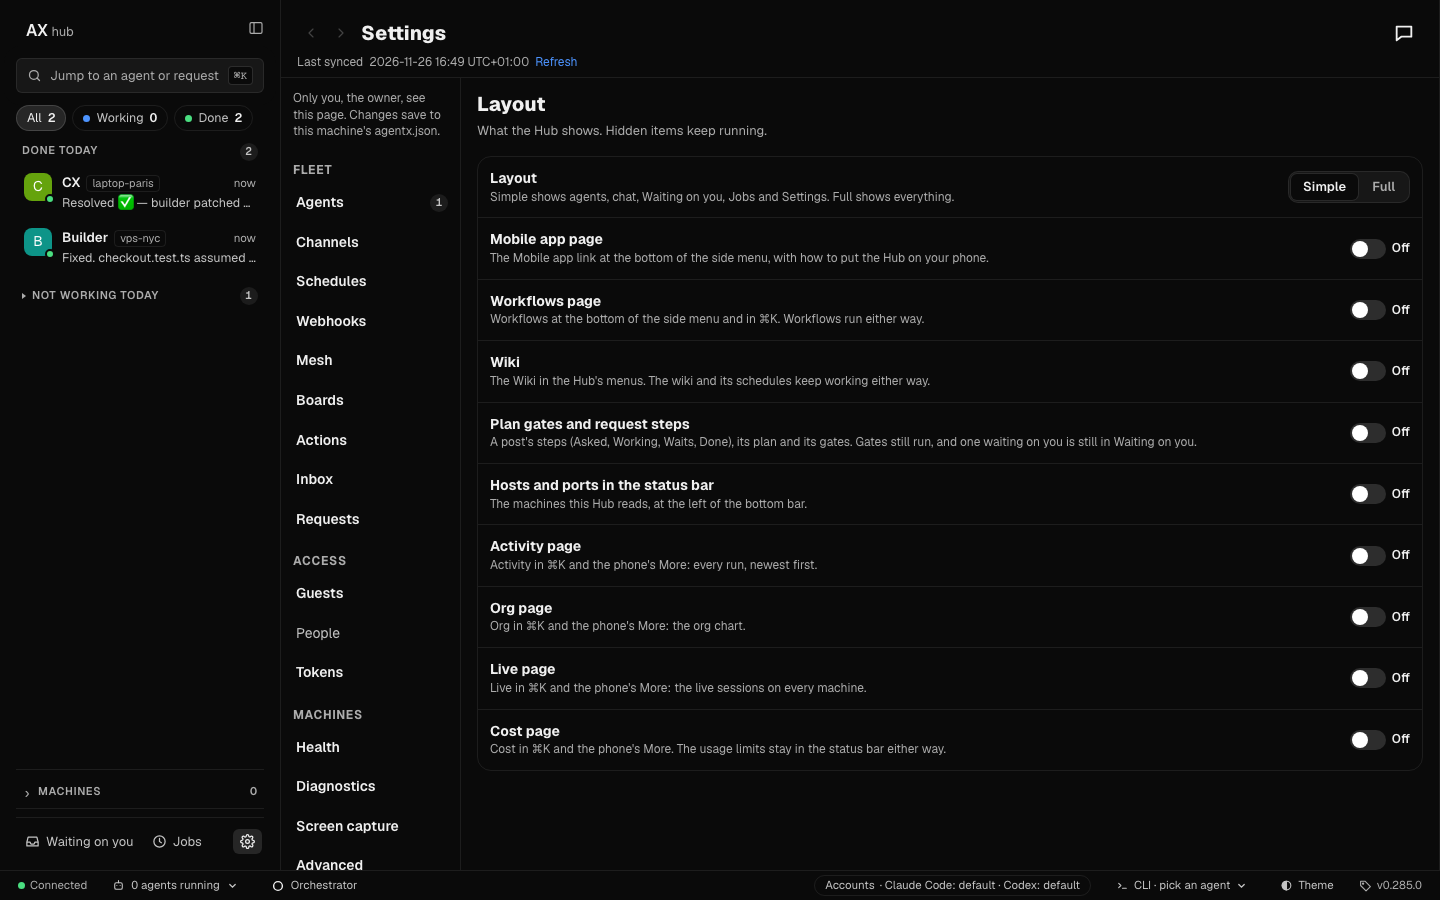 AX hub
Jump to an agent or request ⌘K
All 2
Working 0
Done 2
DONE TODAY 2
C
CX laptop-paris now
Resolved ✅ — builder patched ...
B
Builder vps-nyc now
Fixed. checkout.test.ts assumed ...
NOT WORKING TODAY 1
MACHINES 0
Waiting on you
Jobs
Settings
Last synced 2026-11-26 16:49 UTC+01:00 Refresh
Only you, the owner, see
this page. Changes save to
this machine's agentx.json.
FLEET
Agents 1
Channels
Schedules
Webhooks
Mesh
Boards
Actions
Inbox
Requests
ACCESS
Guests
People
Tokens
MACHINES
Health
Diagnostics
Screen capture
Advanced
Layout
What the Hub shows. Hidden items keep running.
Layout
Simple shows agents, chat, Waiting on you, Jobs and Settings. Full shows everything.
Simple Full
Mobile app page
The Mobile app link at the bottom of the side menu, with how to put the Hub on your phone.
Off
Workflows page
Workflows at the bottom of the side menu and in ⌘K. Workflows run either way.
Off
Wiki
The Wiki in the Hub's menus. The wiki and its schedules keep working either way.
Off
Plan gates and request steps
A post's steps (Asked, Working, Waits, Done), its plan and its gates. Gates still run, and one waiting on you is still in Waiting on you.
Off
Hosts and ports in the status bar
The machines this Hub reads, at the left of the bottom bar.
Off
Activity page
Activity in ⌘K and the phone's More: every run, newest first.
Off
Org page
Org in ⌘K and the phone's More: the org chart.
Off
Live page
Live in ⌘K and the phone's More: the live sessions on every machine.
Off
Cost page
Cost in ⌘K and the phone's More. The usage limits stay in the status bar either way.
Off
Connected
0 agents running
Orchestrator
Accounts · Claude Code: default · Codex: default
CLI · pick an agent
Theme
v0.285.0